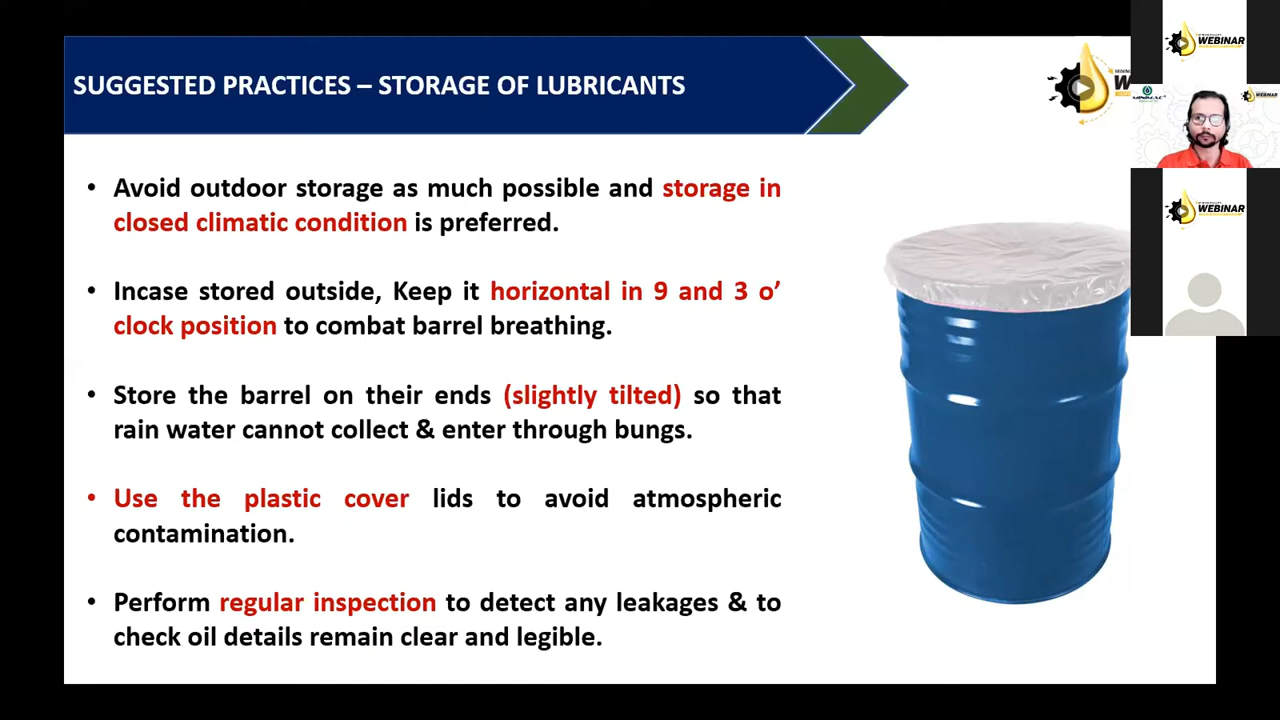 SUGGESTED PRACTICES – STORAGE OF LUBRICANTS
WEBINAR
WEBINAR
WEBINAR
• Avoid outdoor storage as much possible and storage in
closed climatic condition is preferred.
• Incase stored outside, Keep it horizontal in 9 and 3 o’
clock position to combat barrel breathing.
• Store the barrel on their ends (slightly tilted) so that
rain water cannot collect & enter through bungs.
• Use the plastic cover lids to avoid atmospheric
contamination.
• Perform regular inspection to detect any leakages & to
check oil details remain clear and legible.